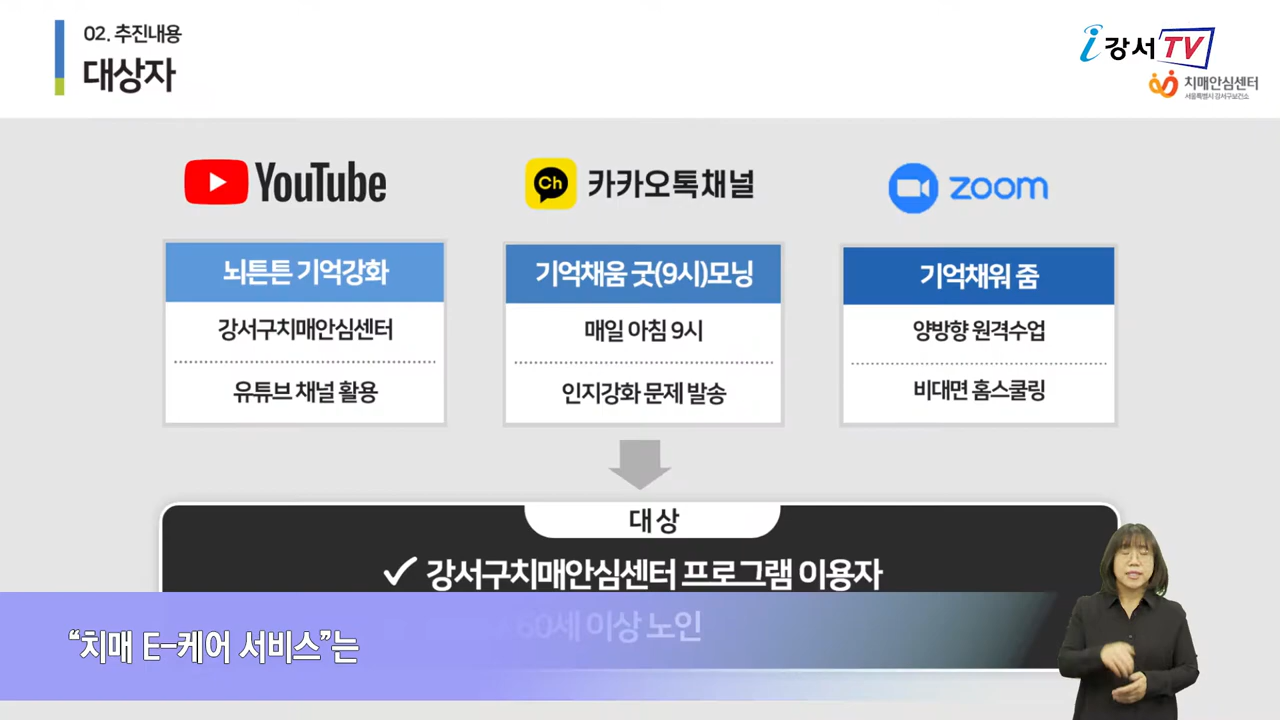 02. 추진내용
대상자
i강서TV
치매안심센터
서울특별시 강서구보건소
YouTube
Ch 카카오톡채널
zoom
뇌튼튼 기억강화
강서구치매안심센터
유튜브 채널 활용
기억채움 굿(9시)모닝
매일 아침 9시
인지강화 문제 발송
기억채워 줌
양방향 원격수업
비대면 홈스쿨링
대상
✓ 강서구치매안심센터 프로그램 이용자
60세 이상 노인
“치매 E-케어 서비스”는